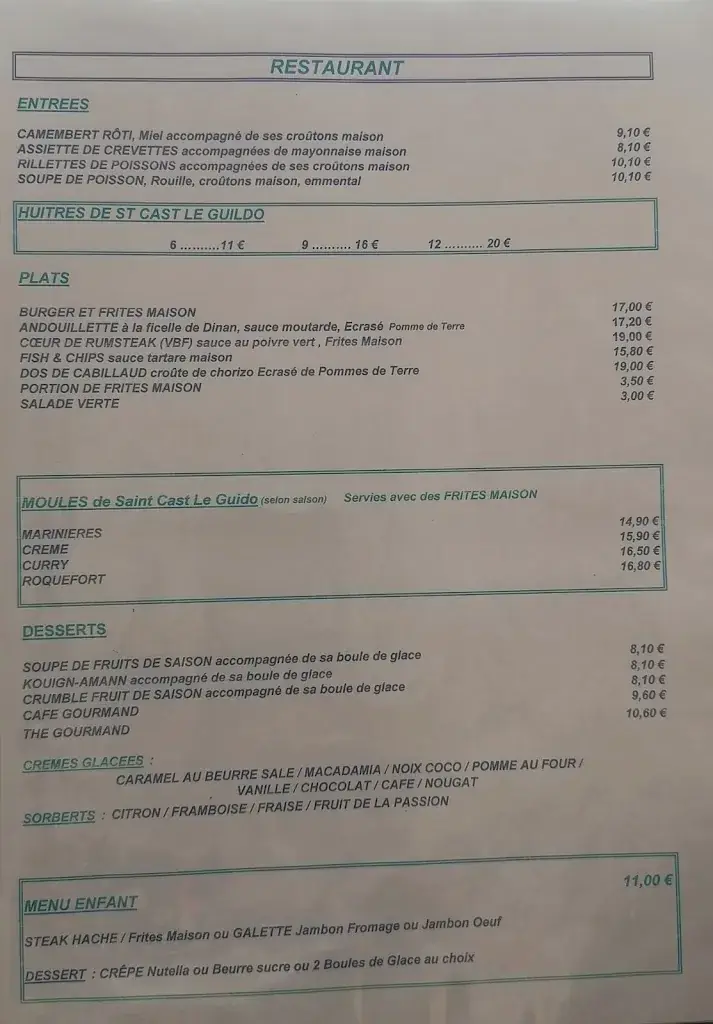 RESTAURANT
ENTREES
CAMEMBERT RÔTI, Miel accompagné de ses croûtons maison 9,10 €
ASSIETTE DE CREVETTES accompagnées de mayonnaise maison 8,10 €
RILLETTES DE POISSONS accompagnées de ses croûtons maison 10,10 €
SOUPE DE POISSON, Rouille, croûtons maison, emmental 10,10 €
HUITRES DE ST CAST LE GUILDO
6 ..........11 € 9 .......... 16 € 12 .......... 20 €
PLATS
BURGER ET FRITES MAISON 17,00 €
ANDOUILLETTE à la ficelle de Dinan, sauce moutarde, Ecrasé Pomme de Terre 17,20 €
CŒUR DE RUMSTEAK (VBF) sauce au poivre vert , Frites Maison 19,00 €
FISH & CHIPS sauce tartare maison 15,80 €
DOS DE CABILLAUD croûte de chorizo Ecrasé de Pommes de Terre 19,00 €
PORTION DE FRITES MAISON 3,50 €
SALADE VERTE 3,00 €
MOULES de Saint Cast Le Guido (selon saison) Servies avec des FRITES MAISON
MARINIERES 14,90 €
CREME 15,90 €
CURRY 16,50 €
ROQUEFORT 16,80 €
DESSERTS
SOUPE DE FRUITS DE SAISON accompagnée de sa boule de glace 8,10 €
KOUIGN-AMANN accompagné de sa boule de glace 8,10 €
CRUMBLE FRUIT DE SAISON accompagné de sa boule de glace 8,10 €
CAFE GOURMAND 9,60 €
THE GOURMAND 10,60 €
CREMES GLACEES :
CARAMEL AU BEURRE SALE / MACADAMIA / NOIX COCO / POMME AU FOUR /
VANILLE / CHOCOLAT / CAFE / NOUGAT
SORBERTS : CITRON / FRAMBOISE / FRAISE / FRUIT DE LA PASSION
MENU ENFANT 11,00 €
STEAK HACHE / Frites Maison ou GALETTE Jambon Fromage ou Jambon Oeuf
DESSERT : CRÊPE Nutella ou Beurre sucre ou 2 Boules de Glace au choix